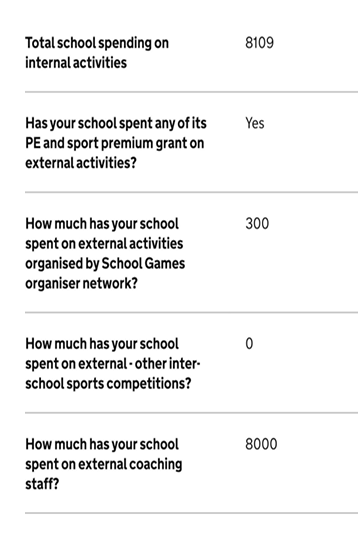 Total school spending on 8109
internal activities
Has your school spent any of its Yes
PE and sport premium grant on
external activities?
How much has your school 300
spent on external activities
organised by School Games
organiser network?
How much has your school 0
spent on external - other inter-
school sports competitions?
How much has your school 8000
spent on external coaching
staff?